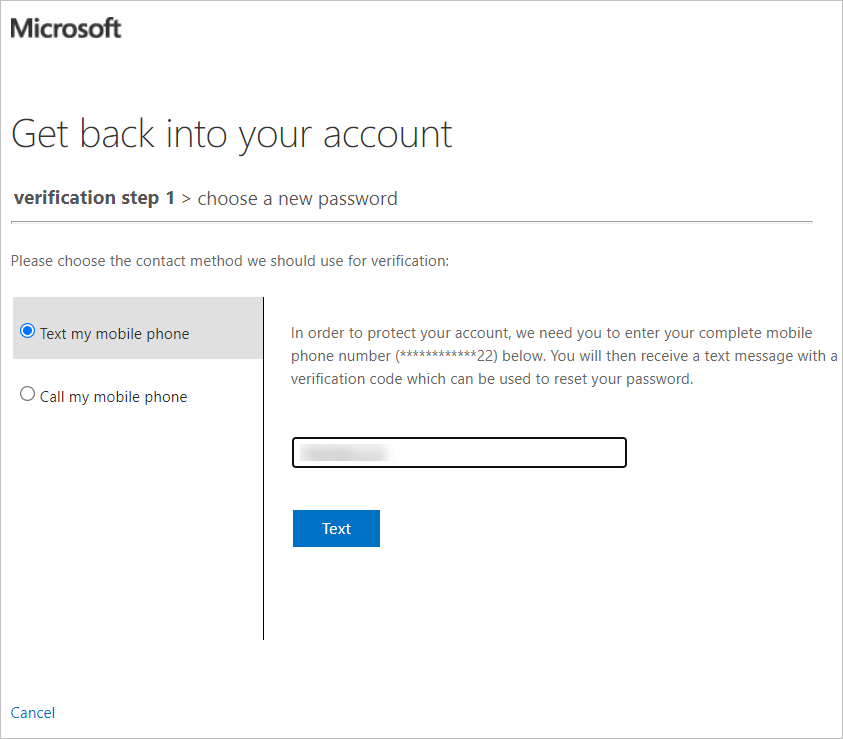 Microsoft
Get back into your account
verification step 1 > choose a new password
Please choose the contact method we should use for verification:
Text my mobile phone
Call my mobile phone
In order to protect your account, we need you to enter your complete mobile
phone number (************22) below. You will then receive a text message with a
verification code which can be used to reset your password.
Text
Cancel